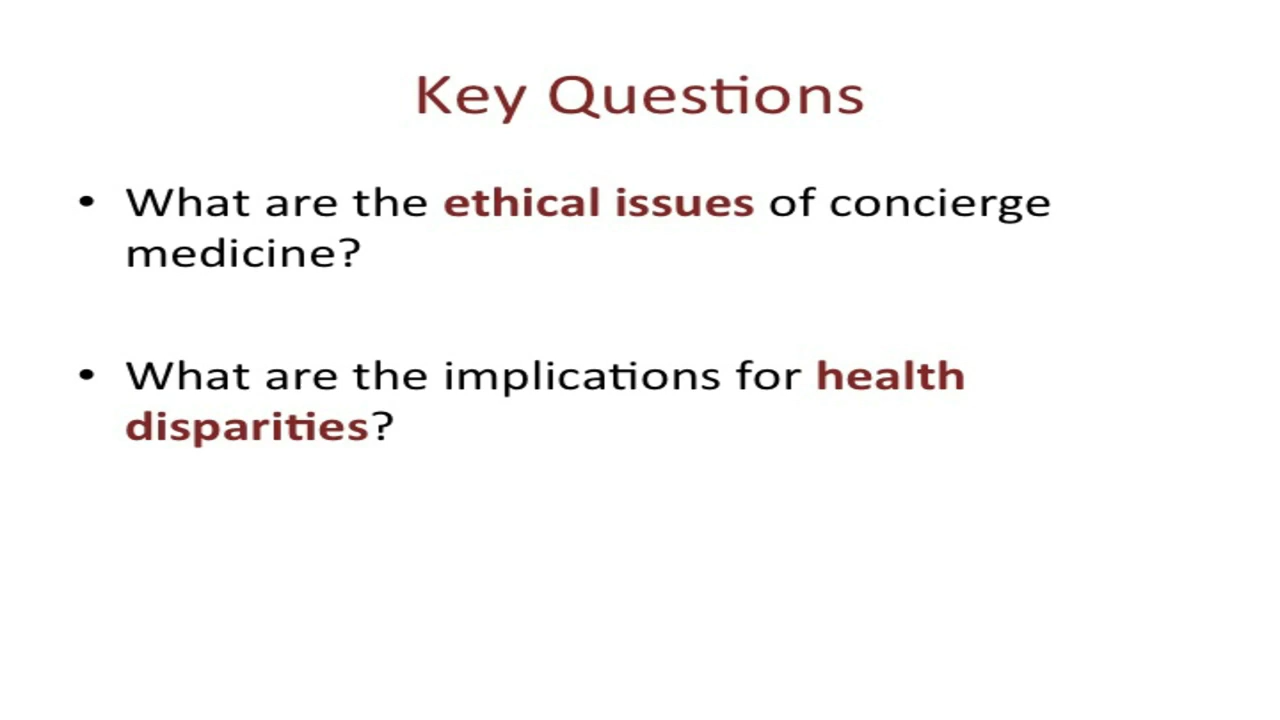 Key Questions
• What are the ethical issues of concierge
medicine?
• What are the implications for health
disparities?